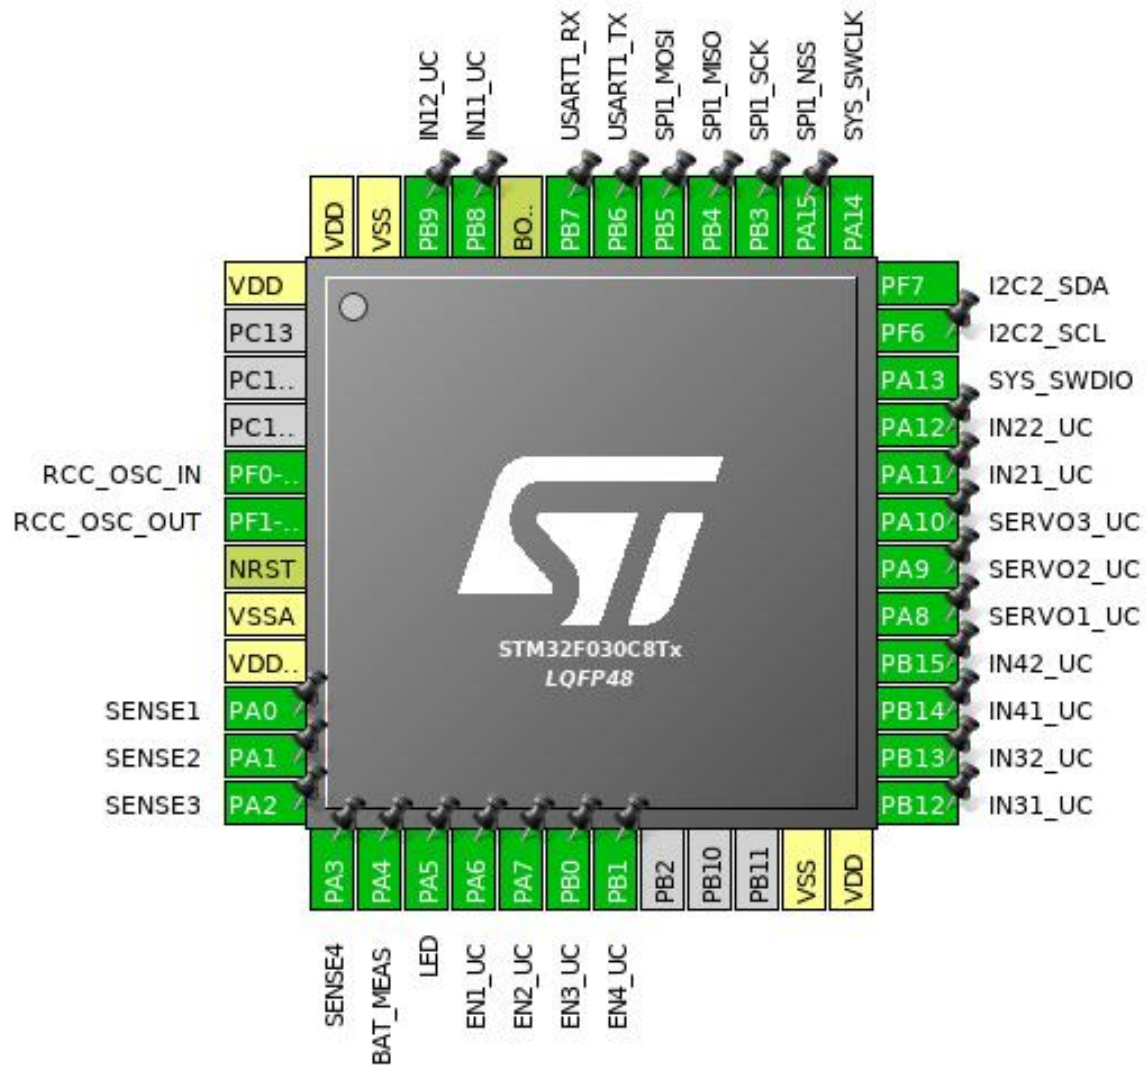 IN12_UC
IN11_UC
USART1_RX
USART1_TX
SPI1_MOSI
SPI1_MISO
SPI1_SCK
SPI1_NSS
SYS_SWCLK
VDD
VSS
PB9
PB8
BO..
PB7
PB6
PB5
PB4
PB3
PA15
PA14
VDD
PC13
PC1..
PC1..
RCC_OSC_IN PF0-..
RCC_OSC_OUT PF1-..
NRST
VSSA
VDD..
SENSE1 PA0
SENSE2 PA1
SENSE3 PA2
ST
STM32F030C8Tx
LQFP48
PF7 I2C2_SDA
PF6 I2C2_SCL
PA13 SYS_SWDIO
PA12 IN22_UC
PA11 IN21_UC
PA10 SERVO3_UC
PA9 SERVO2_UC
PA8 SERVO1_UC
PB15 IN42_UC
PB14 IN41_UC
PB13 IN32_UC
PB12 IN31_UC
PA3
PA4
PA5
PA6
PA7
PB0
PB1
PB2
PB10
PB11
VSS
VDD
SENSE4
BAT_MEAS
LED
EN1_UC
EN2_UC
EN3_UC
EN4_UC